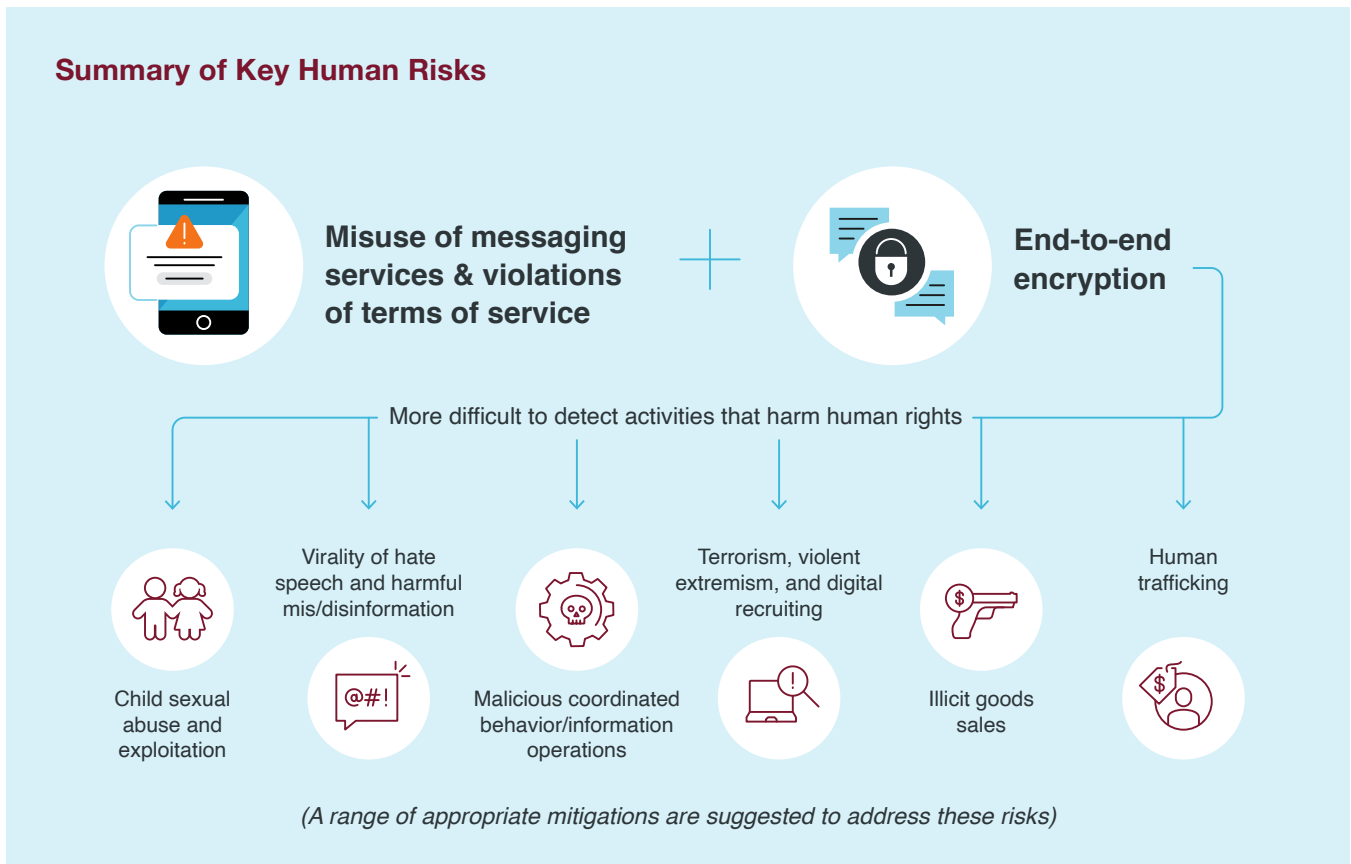 Summary of Key Human Risks
Misuse of messaging
services & violations
of terms of service
End-to-end
encryption
More difficult to detect activities that harm human rights
Child sexual
abuse and
exploitation
Virality of hate
speech and harmful
mis/disinformation
@#!
Malicious coordinated
behavior/information
operations
Terrorism, violent
extremism, and digital
recruiting
!
$
Illicit goods
sales
Human
trafficking
$
(A range of appropriate mitigations are suggested to address these risks)